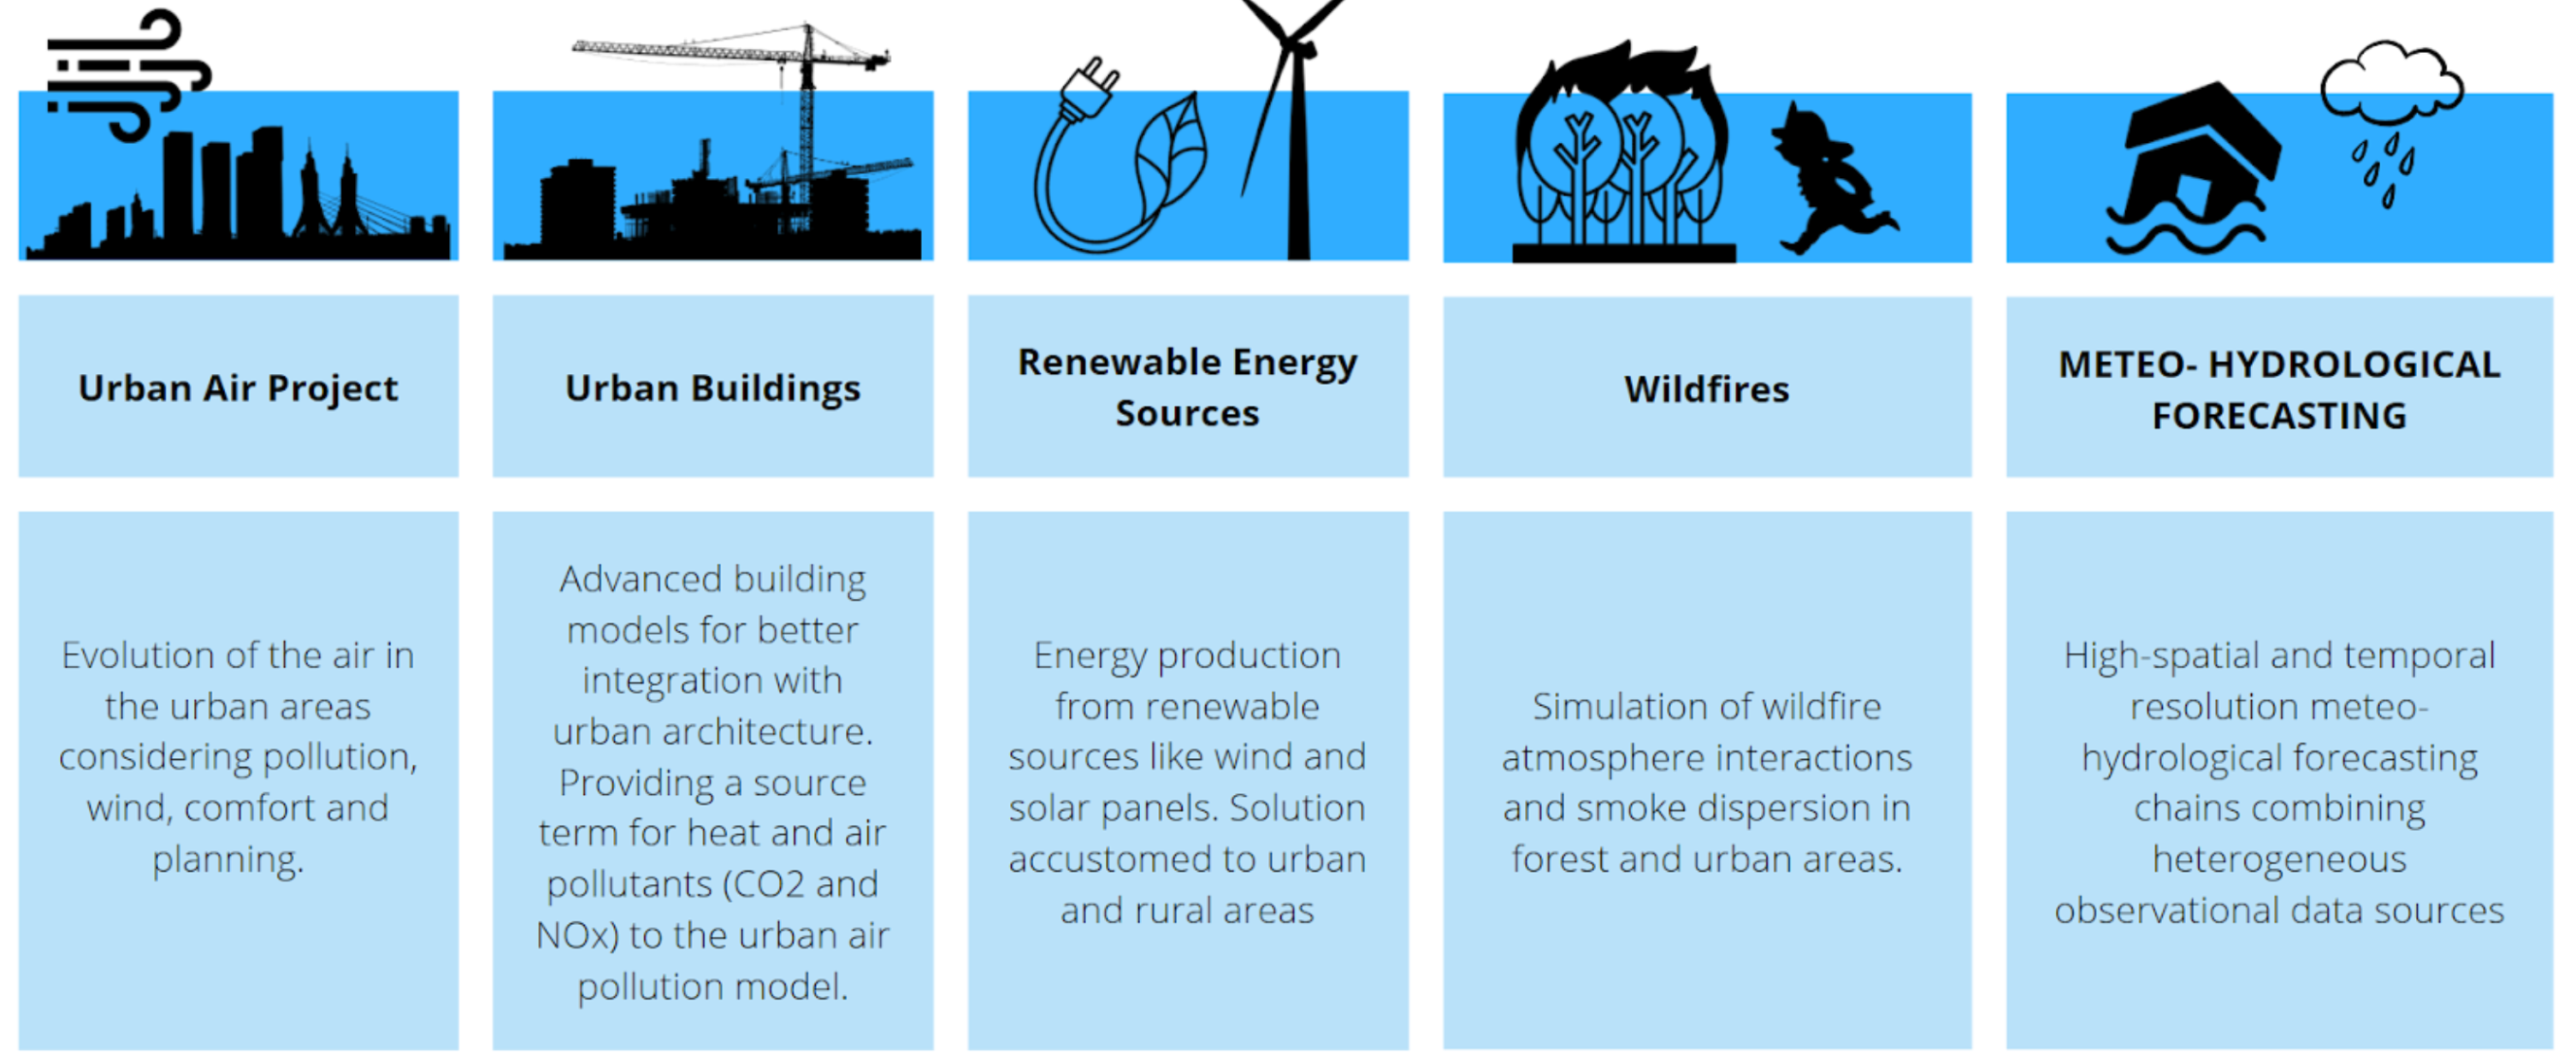 Urban Air Project
Evolution of the air in
the urban areas
considering pollution,
wind, comfort and
planning.
Urban Buildings
Advanced building
models for better
integration with
urban architecture.
Providing a source
term for heat and air
pollutants (CO2 and
NOx) to the urban air
pollution model.
Renewable Energy
Sources
Energy production
from renewable
sources like wind and
solar panels. Solution
accustomed to urban
and rural areas
Wildfires
Simulation of wildfire
atmosphere interactions
and smoke dispersion in
forest and urban areas.
METEO- HYDROLOGICAL
FORECASTING
High-spatial and temporal
resolution meteo-
hydrological forecasting
chains combining
heterogeneous
observational data sources